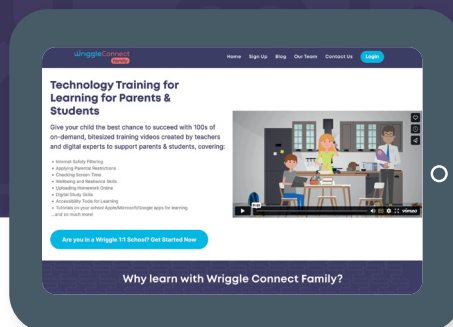 WriggleConnect
Family
Home Sign Up Blog Our Team Contact Us Login
Technology Training for
Learning for Parents &
Students
Give your child the best chance to succeed with 100s of
on-demand, bitesized training videos created by teachers
and digital experts to support parents & students, covering:
• Internet Safety Filtering
• Applying Parental Restrictions
• Checking Screen Time
• Wellbeing and Resilience Skills
• Uploading Homework Online
• Digital Study Skills
• Accessibility Tools for Learning
• Tutorials on your school Apple/Microsoft/Google apps for learning
...and so much more!
vimeo
Are you in a Wriggle 1:1 School? Get Started Now
Why learn with Wriggle Connect Family?